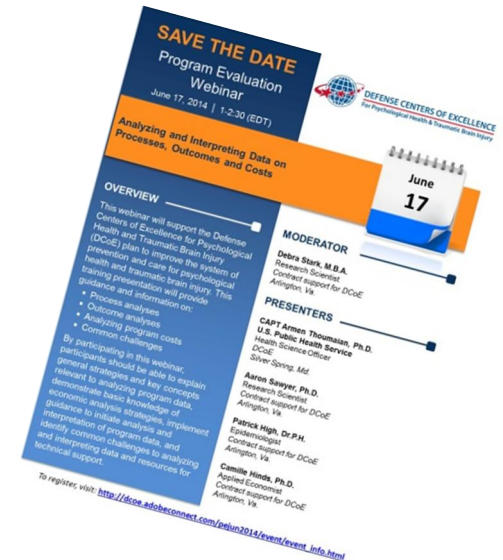 SAVE THE DATE
Program Evaluation
Webinar
June 17, 2014 | 1-2:30 (EDT)
DEFENSE CENTERS OF EXCELLENCE
For Psychological Health & Traumatic Brain Injury
Analyzing and Interpreting Data on
Processes, Outcomes and Costs
June
17
OVERVIEW
This webinar will support the Defense
Centers of Excellence for Psychological
Health and Traumatic Brain Injury
(DCoE) plan to improve the system of
prevention and care for psychological
health and traumatic brain injury. This
training presentation will provide
guidance and information on:
• Process analyses
• Outcome analyses
• Analyzing program costs
• Common challenges
By participating in this webinar,
participants should be able to explain
general strategies and key concepts
relevant to analyzing program data,
demonstrate basic knowledge of
economic analysis strategies, implement
guidance to initiate analysis and
interpretation of program data, and
identify common challenges to analyzing
and interpreting data and resources for
technical support.
MODERATOR
Debra Stark, M.B.A.
Research Scientist
Contract support for DCoE
Arlington, Va.
PRESENTERS
CAPT Armen Thoumaian, Ph.D.
U.S. Public Health Service
Health Science Officer
DCoE
Silver Spring, Md.
Aaron Sawyer, Ph.D.
Research Scientist
Contract support for DCoE
Arlington, Va.
Patrick High, Dr.P.H.
Epidemiologist
Contract support for DCoE
Arlington, Va.
Camille Hinds, Ph.D.
Applied Economist
Contract support for DCoE
Arlington, Va.
To register, visit: http://dcoe.adobeconnect.com/pejun2014/event/event_info.html